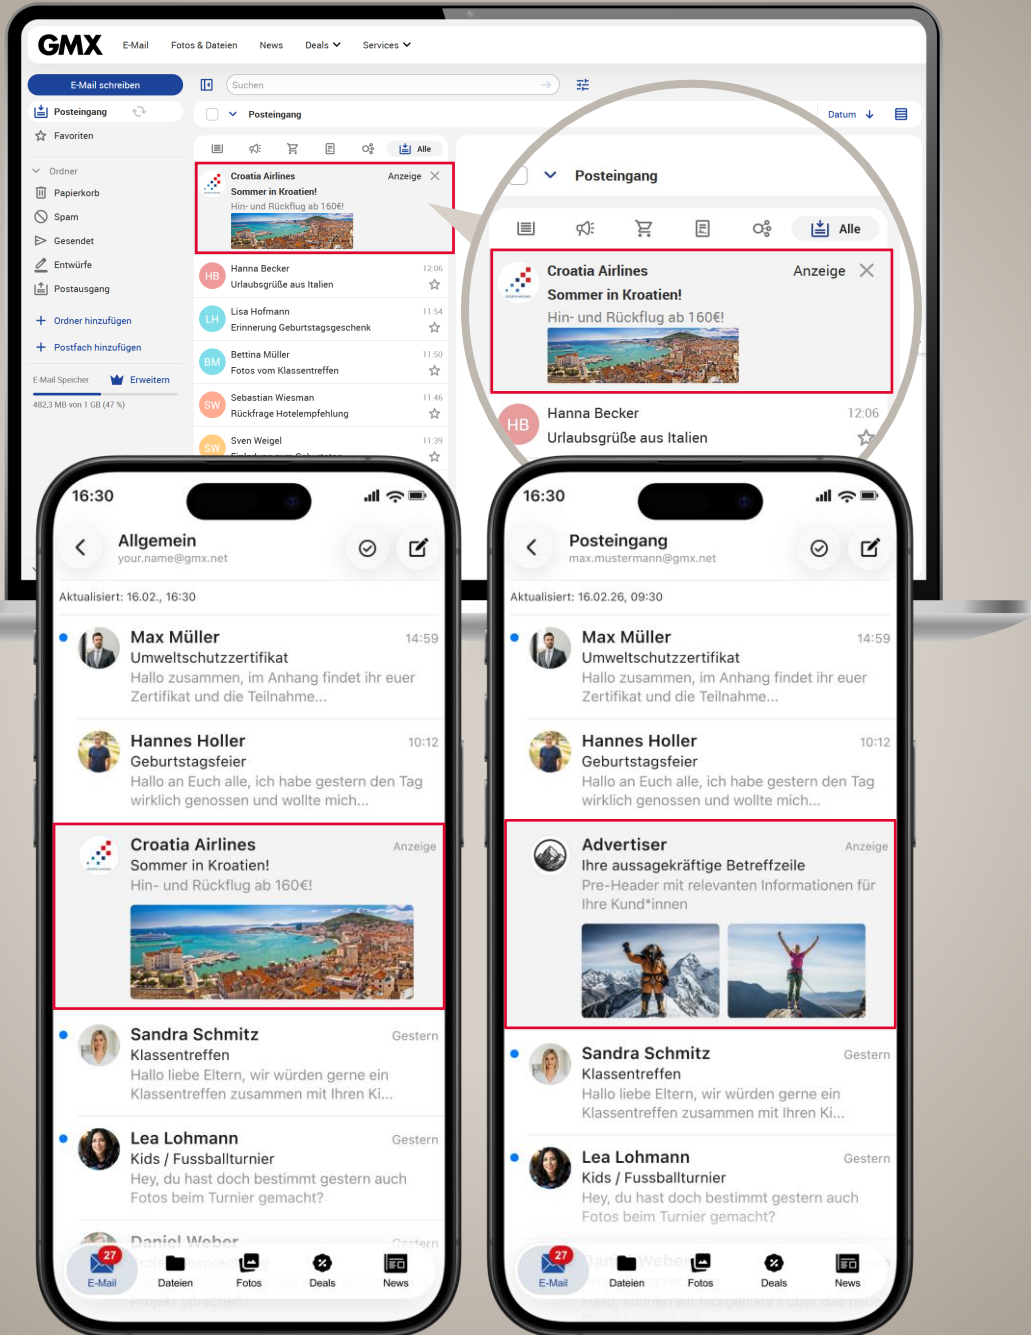 GMX
E-Mail
Fotos & Dateien
News
Deals
Services
E-Mail schreiben
Suchen
Posteingang
Favoriten
Ordner
Papierkorb
Spam
Gesendet
Entwürfe
Postausgang
Ordner hinzufügen
Postfach hinzufügen
E-Mail Speicher Erweitern
482,3 MB von 1 GB (47 %)
Posteingang
Datum
Alle
Croatia Airlines Anzeige
Sommer in Kroatien!
Hin- und Rückflug ab 160€!
HB Hanna Becker 12:06
Urlaubsgrüße aus Italien
LH Lisa Hofmann 11:54
Erinnerung Geburtstagsgeschenk
BM Bettina Müller 11:50
Fotos vom Klassentreffen
SW Sebastian Wiesman 11:46
Rückfrage Hotelempfehlung
SW Sven Weigel 11:39
Posteingang
Alle
Croatia Airlines Anzeige
Sommer in Kroatien!
CROATIA AIRLINES
Hin- und Rückflug ab 160€!
HB Hanna Becker 12:06
Urlaubsgrüße aus Italien
16:30
Allgemein
your.name@gmx.net
Aktualisiert: 16.02., 16:30
Max Müller 14:59
Umweltschutzzertifikat
Hallo zusammen, im Anhang findet ihr euer
Zertifikat und die Teilnahme...
Hannes Holler 10:12
Geburtstagsfeier
Hallo an Euch alle, ich habe gestern den Tag
wirklich genossen und wollte mich...
Croatia Airlines Anzeige
Sommer in Kroatien!
Hin- und Rückflug ab 160€!
Sandra Schmitz Gestern
Klassentreffen
Hallo liebe Eltern, wir würden gerne ein
Klassentreffen zusammen mit Ihren Ki...
Lea Lohmann Gestern
Kids / Fussballturnier
Hey, du hast doch bestimmt gestern auch
Fotos beim Turnier gemacht?
Daniel Weber Gestern
27
E-Mail
Dateien
Fotos
Deals
News
16:30
Posteingang
max.mustermann@gmx.net
Aktualisiert: 16.02.26, 09:30
Max Müller 14:59
Umweltschutzzertifikat
Hallo zusammen, im Anhang findet ihr euer
Zertifikat und die Teilnahme...
Hannes Holler 10:12
Geburtstagsfeier
Hallo an Euch alle, ich habe gestern den Tag
wirklich genossen und wollte mich...
Advertiser Anzeige
Ihre aussagekräftige Betreffzeile
Pre-Header mit relevanten Informationen für
Ihre Kund*innen
Sandra Schmitz Gestern
Klassentreffen
Hallo liebe Eltern, wir würden gerne ein
Klassentreffen zusammen mit Ihren Ki...
Lea Lohmann Gestern
Kids / Fussballturnier
Hey, du hast doch bestimmt gestern auch
Fotos beim Turnier gemacht?
Daniel Weber
27
E-Mail
Dateien
Fotos
Deals
News